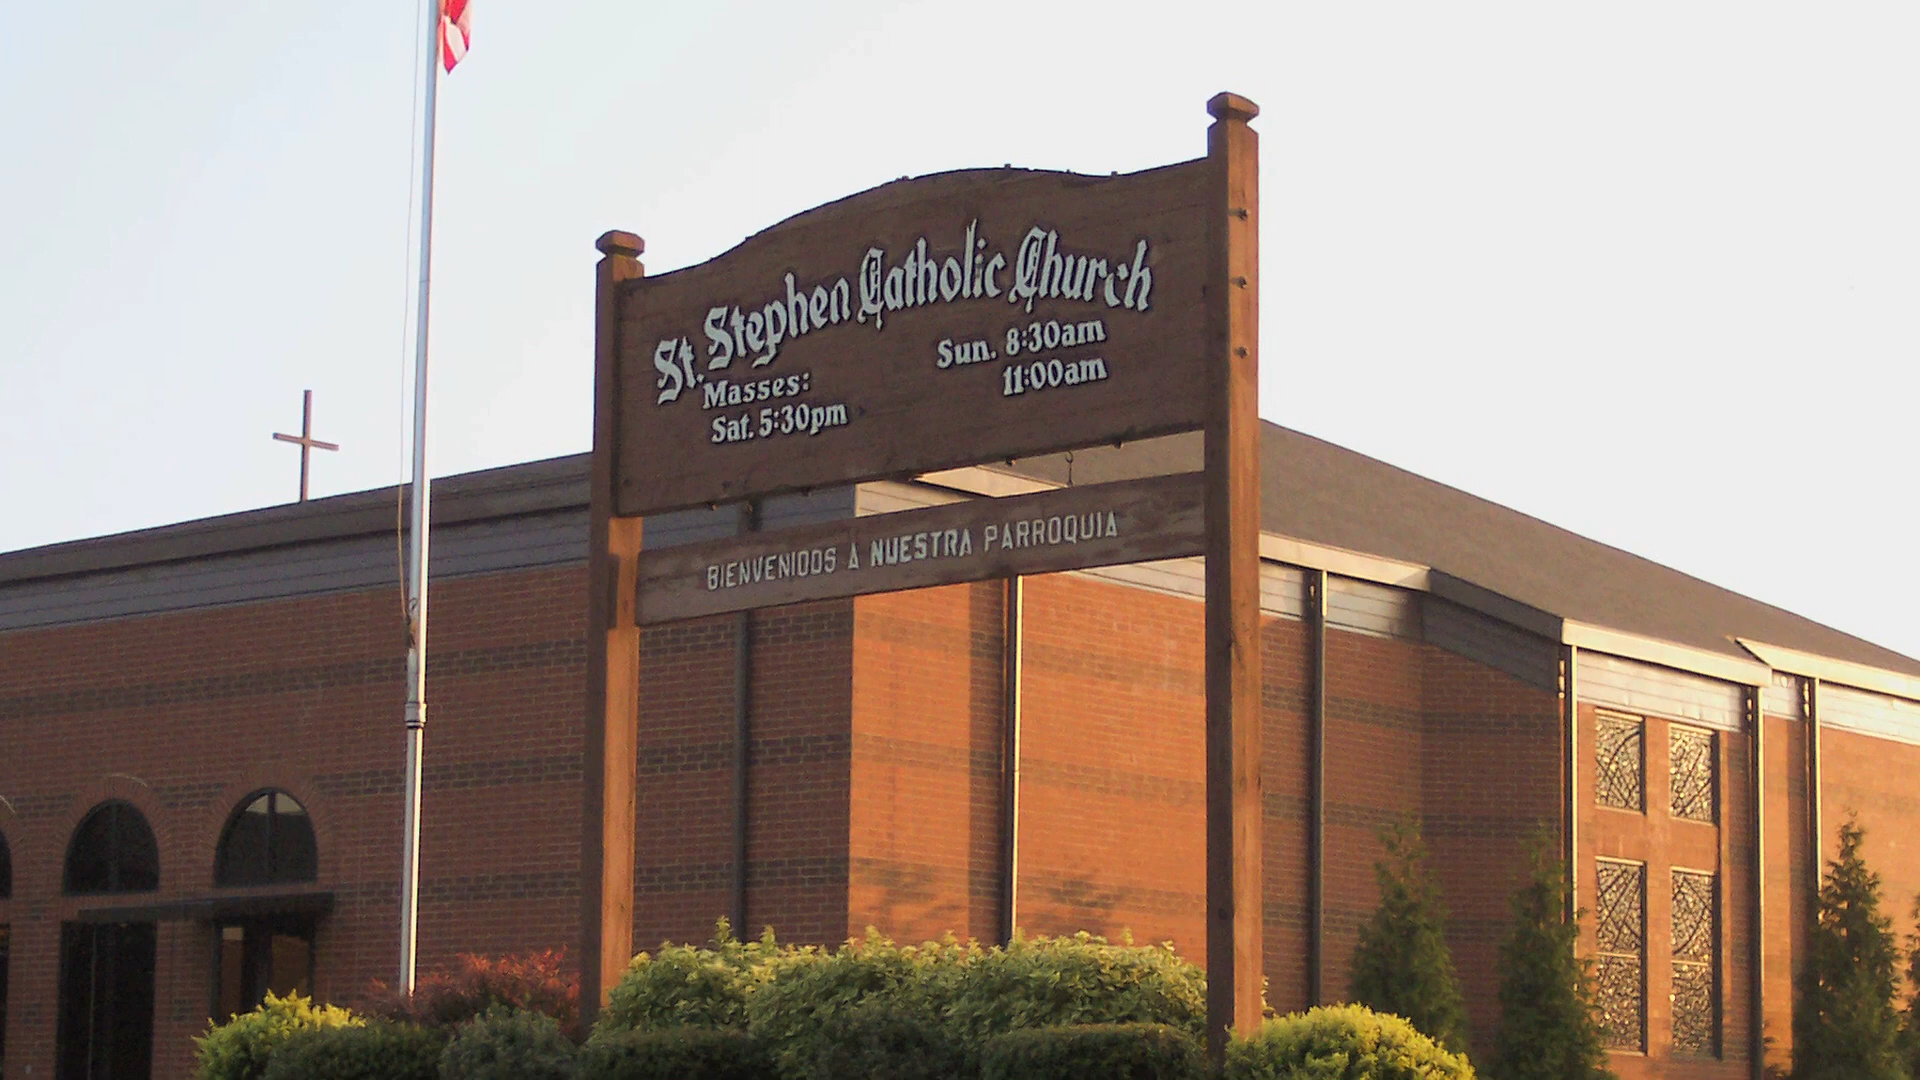 St. Stephen Catholic Church
Masses:
Sat. 5:30pm
Sun. 8:30am
11:00am
BIENVENIDOS A NUESTRA PARROQUIA